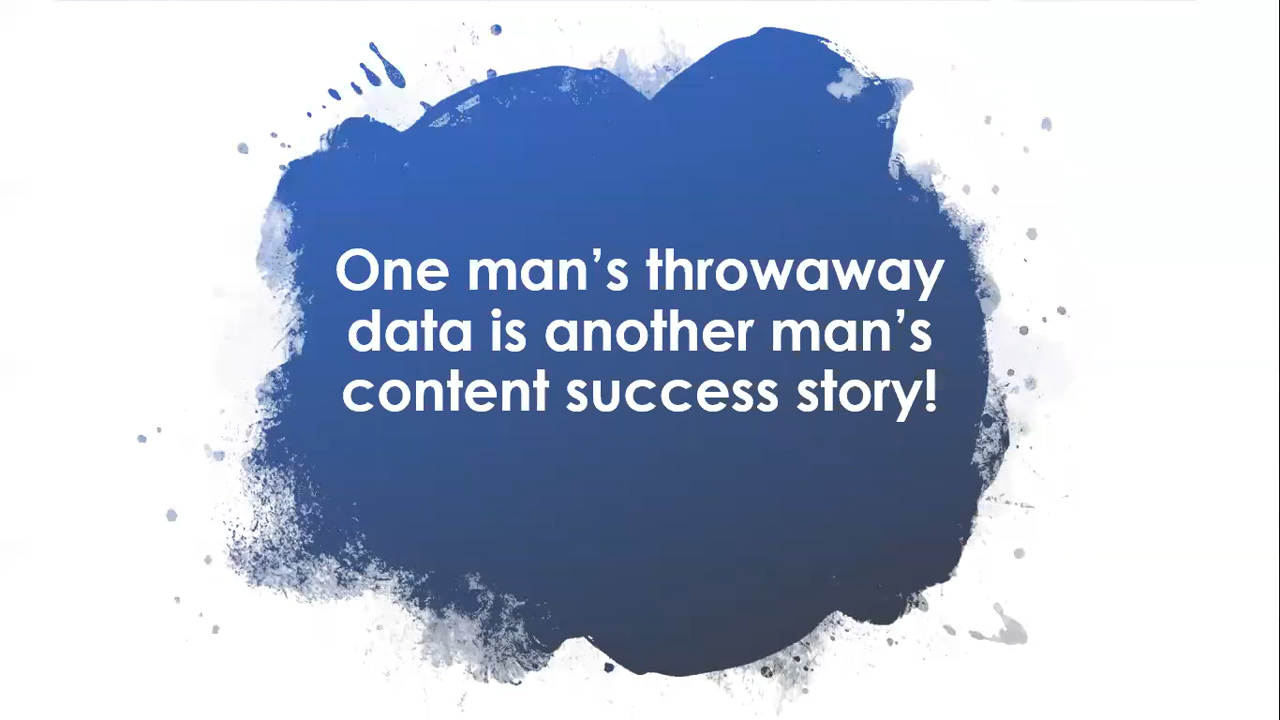 One man’s throwaway
data is another man’s
content success story!